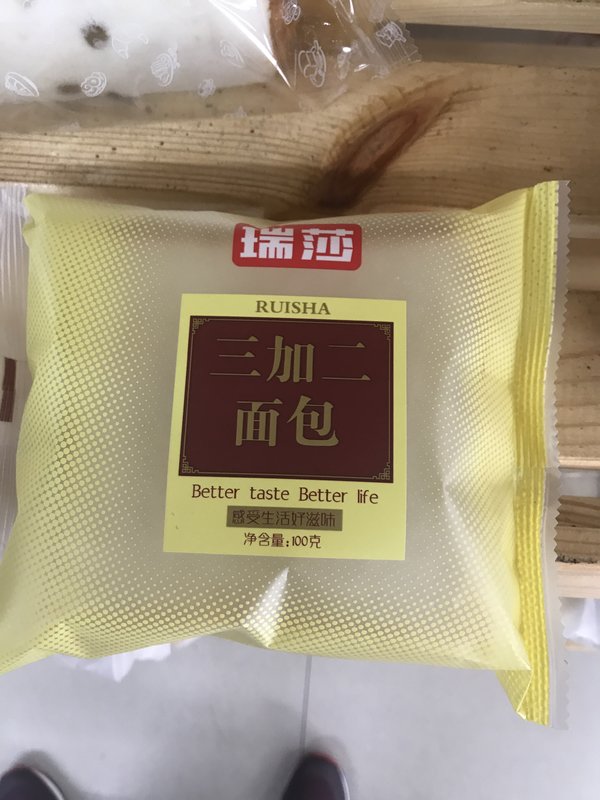 瑞莎
RUISHA
三加二
面包
Better taste Better life
感受生活好滋味
净含量:100克